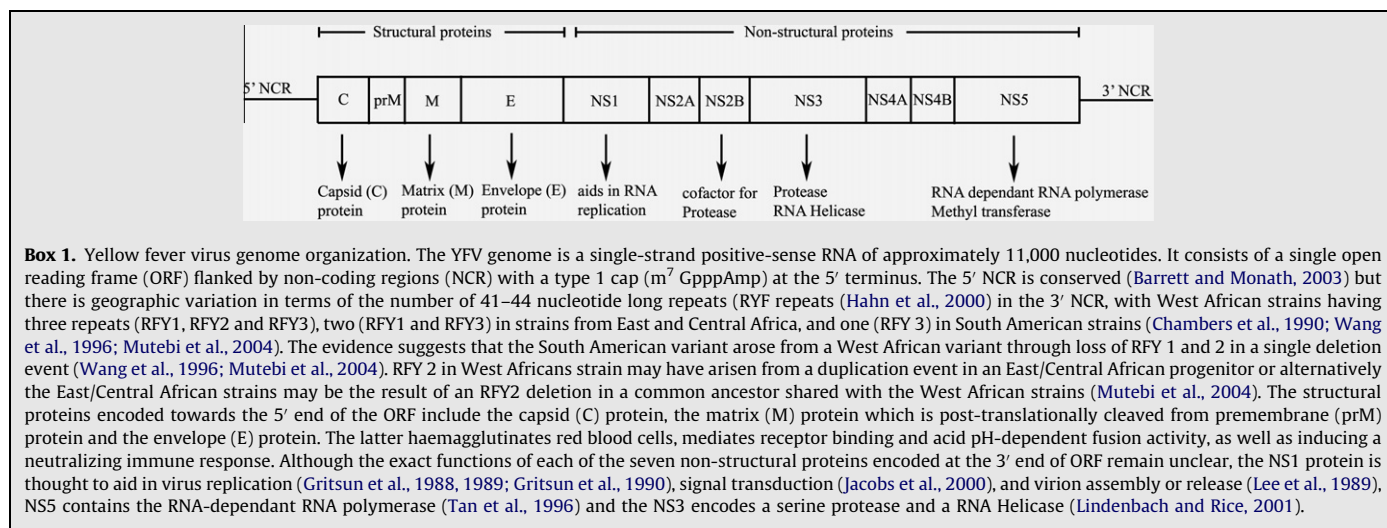 Structural proteins Non-structural proteins
5' NCR C prM M E NS1 NS2A NS2B NS3 NS4A NS4B NS5 3' NCR
Capsid (C) Matrix (M) Envelope (E) aids in RNA cofactor for Protease RNA dependant RNA polymerase
protein protein protein replication Protease RNA Helicase Methyl transferase
Box 1. Yellow fever virus genome organization. The YFV genome is a single-strand positive-sense RNA of approximately 11,000 nucleotides. It consists of a single open
reading frame (ORF) flanked by non-coding regions (NCR) with a type 1 cap (m⁷ GpppAmp) at the 5′ terminus. The 5′ NCR is conserved (Barrett and Monath, 2003) but
there is geographic variation in terms of the number of 41–44 nucleotide long repeats (RYF repeats (Hahn et al., 2000) in the 3′ NCR, with West African strains having
three repeats (RFY1, RFY2 and RFY3), two (RFY1 and RFY3) in strains from East and Central Africa, and one (RFY 3) in South American strains (Chambers et al., 1990; Wang
et al., 1996; Mutebi et al., 2004). The evidence suggests that the South American variant arose from a West African variant through loss of RFY 1 and 2 in a single deletion
event (Wang et al., 1996; Mutebi et al., 2004). RFY 2 in West Africans strain may have arisen from a duplication event in an East/Central African progenitor or alternatively
the East/Central African strains may be the result of an RFY2 deletion in a common ancestor shared with the West African strains (Mutebi et al., 2004). The structural
proteins encoded towards the 5′ end of the ORF include the capsid (C) protein, the matrix (M) protein which is post-translationally cleaved from premembrane (prM)
protein and the envelope (E) protein. The latter haemagglutinates red blood cells, mediates receptor binding and acid pH-dependent fusion activity, as well as inducing a
neutralizing immune response. Although the exact functions of each of the seven non-structural proteins encoded at the 3′ end of ORF remain unclear, the NS1 protein is
thought to aid in virus replication (Gritsun et al., 1988, 1989; Gritsun et al., 1990), signal transduction (Jacobs et al., 2000), and virion assembly or release (Lee et al., 1989),
NS5 contains the RNA-dependant RNA polymerase (Tan et al., 1996) and the NS3 encodes a serine protease and a RNA Helicase (Lindenbach and Rice, 2001).